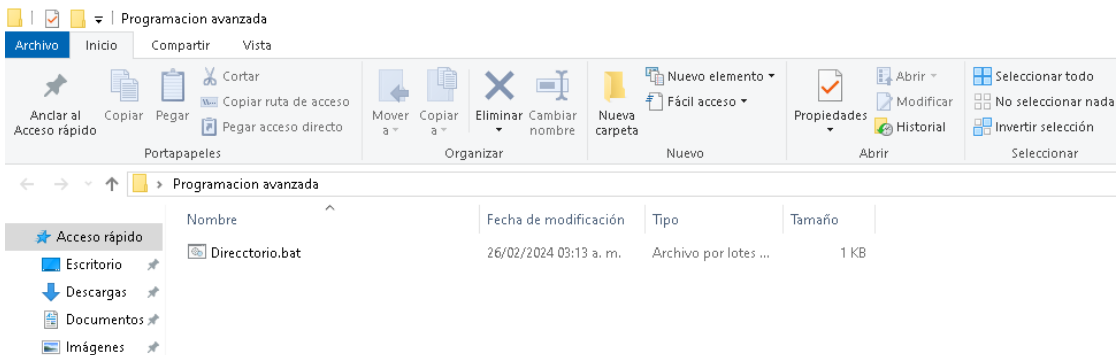 Programacion avanzada
Archivo Inicio Compartir Vista
Anclar al
Acceso rápido
Copiar
Pegar
Cortar
Copiar ruta de acceso
Pegar acceso directo
Portapapeles
Mover
a
Copiar
a
Eliminar
Cambiar
nombre
Organizar
Nueva
carpeta
Nuevo elemento
Fácil acceso
Nuevo
Propiedades
Abrir
Modificar
Historial
Abrir
Seleccionar todo
No seleccionar nada
Invertir selección
Seleccionar
Programacion avanzada
Acceso rápido
Escritorio
Descargas
Documentos
Imágenes
Nombre Fecha de modificación Tipo Tamaño
Direcctorio.bat 26/02/2024 03:13 a. m. Archivo por lotes ... 1 KB